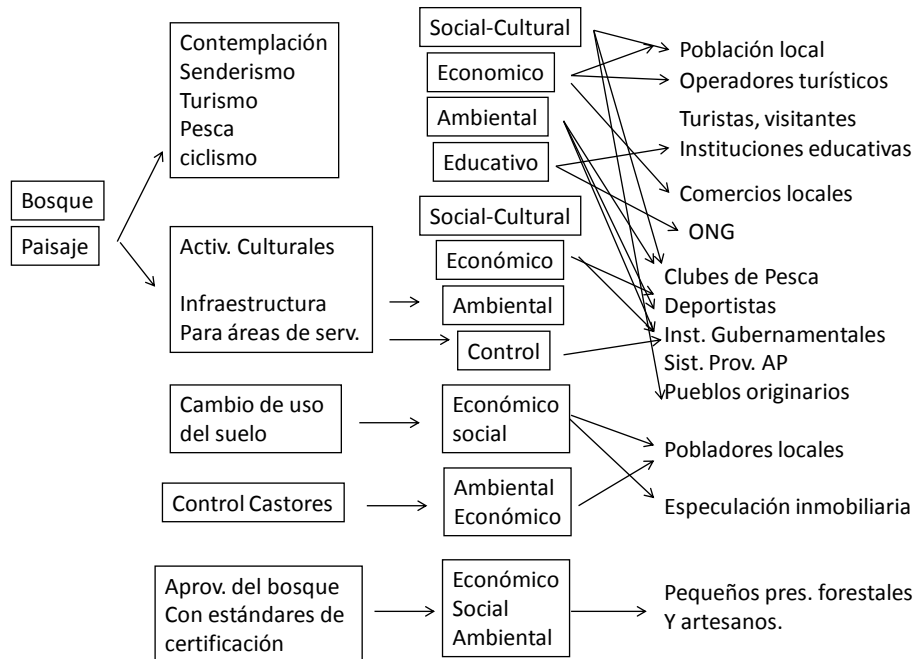 Bosque
Paisaje
Contemplación
Senderismo
Turismo
Pesca
ciclismo
Activ. Culturales
Infraestructura
Para áreas de serv.
Cambio de uso
del suelo
Control Castores
Aprov. del bosque
Con estándares de
certificación
Social-Cultural
Economico
Ambiental
Educativo
Social-Cultural
Económico
Ambiental
Control
Económico
social
Ambiental
Económico
Económico
Social
Ambiental
Población local
Operadores turísticos
Turistas, visitantes
Instituciones educativas
Comercios locales
ONG
Clubes de Pesca
Deportistas
Inst. Gubernamentales
Sist. Prov. AP
Pueblos originarios
Pobladores locales
Especulación inmobiliaria
Pequeños pres. forestales
Y artesanos.